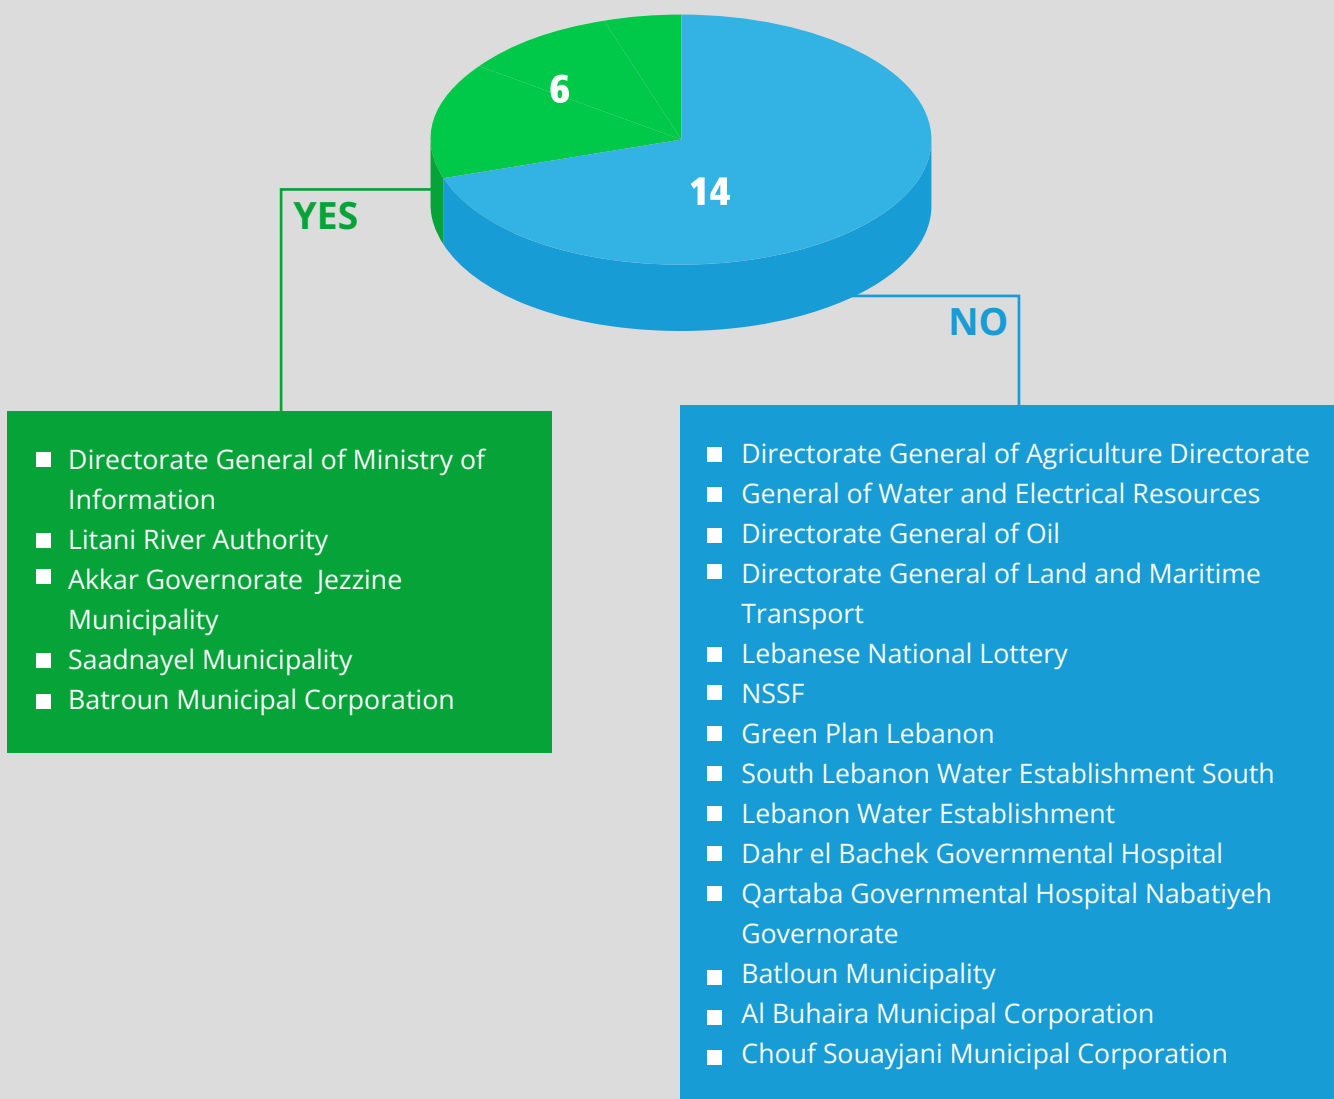 6
14
YES
NO
Directorate General of Ministry of
Information
Litani River Authority
Akkar Governorate  Jezzine
Municipality
Saadnayel Municipality
Batroun Municipal Corporation
Directorate General of Agriculture Directorate
General of Water and Electrical Resources
Directorate General of Oil
Directorate General of Land and Maritime
Transport
Lebanese National Lottery
NSSF
Green Plan Lebanon
South Lebanon Water Establishment South
Lebanon Water Establishment
Dahr el Bachek Governmental Hospital
Qartaba Governmental Hospital Nabatiyeh
Governorate
Batloun Municipality
Al Buhaira Municipal Corporation
Chouf Souayjani Municipal Corporation